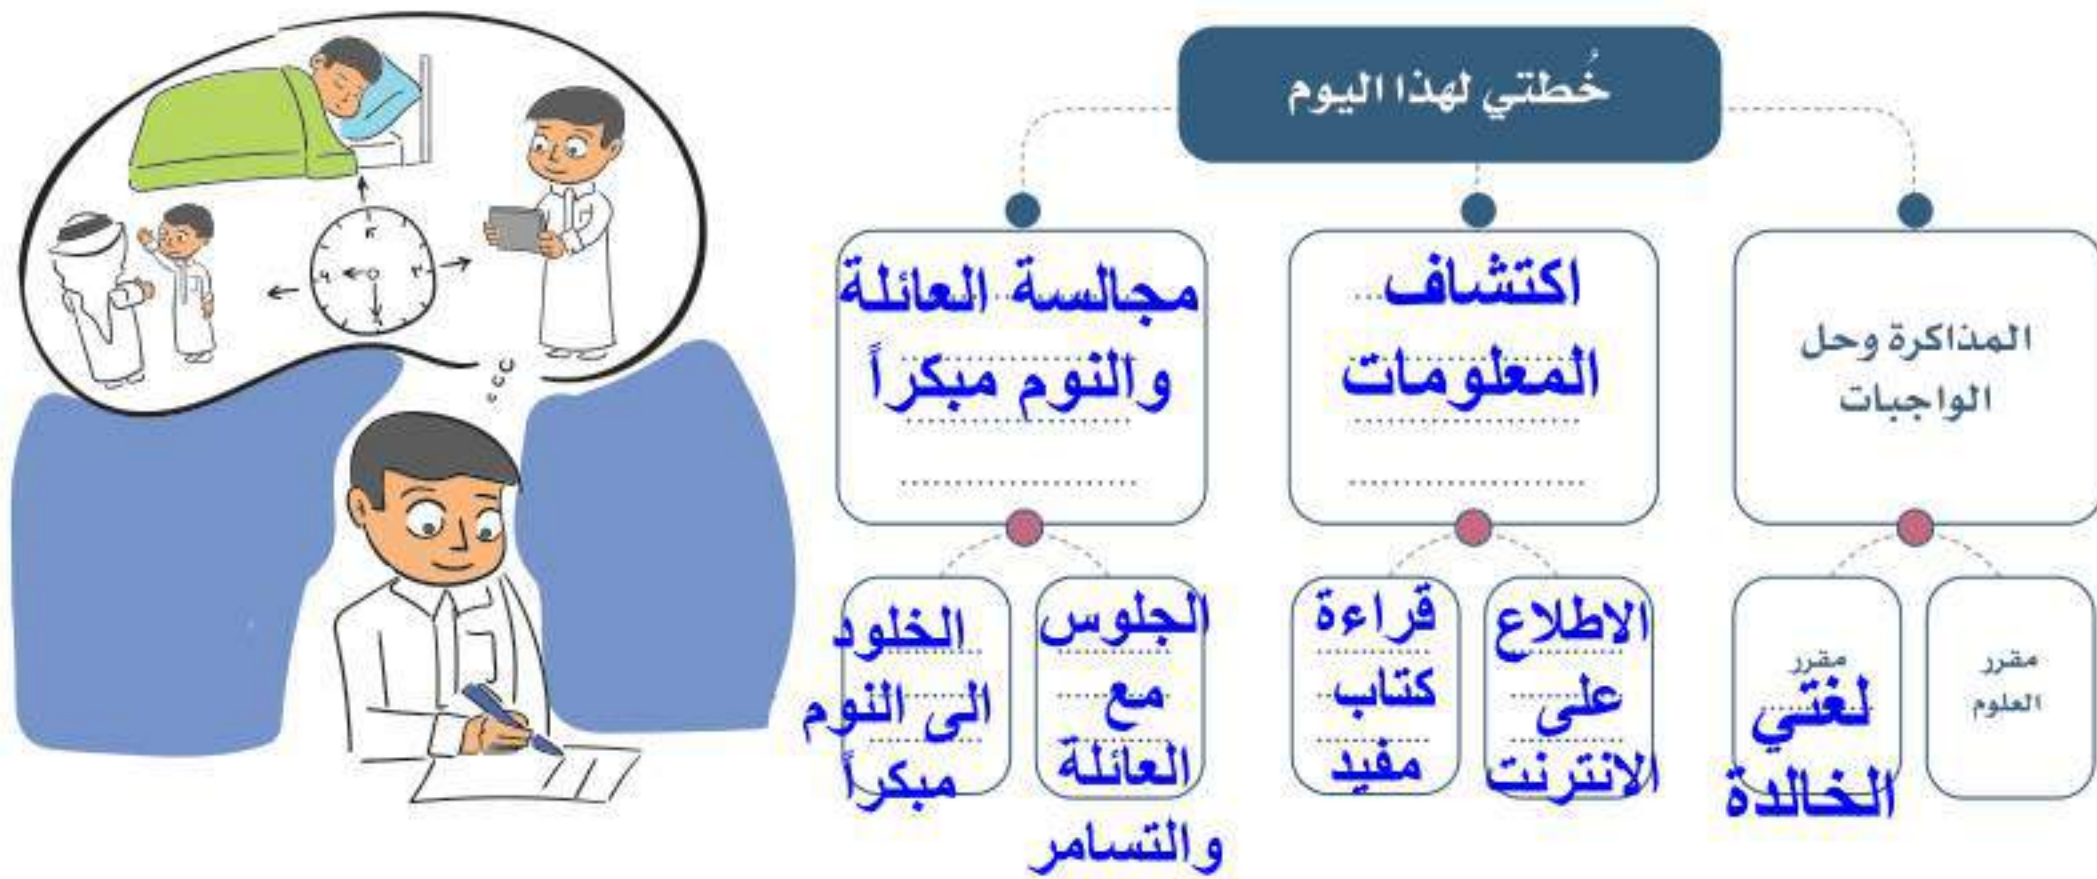 خُطتي لهذا اليوم
المذاكرة وحل
الواجبات
اكتشاف
المعلومات
مجالسة العائلة
والنوم مبكراً
مقرر
العلوم
مقرر
لغتي
الخالدة
الاطلاع
على
الانترنت
قراءة
كتاب
مفيد
الجلوس
مع
العائلة
والتسامر
الخلود
الى النوم
مبكراً